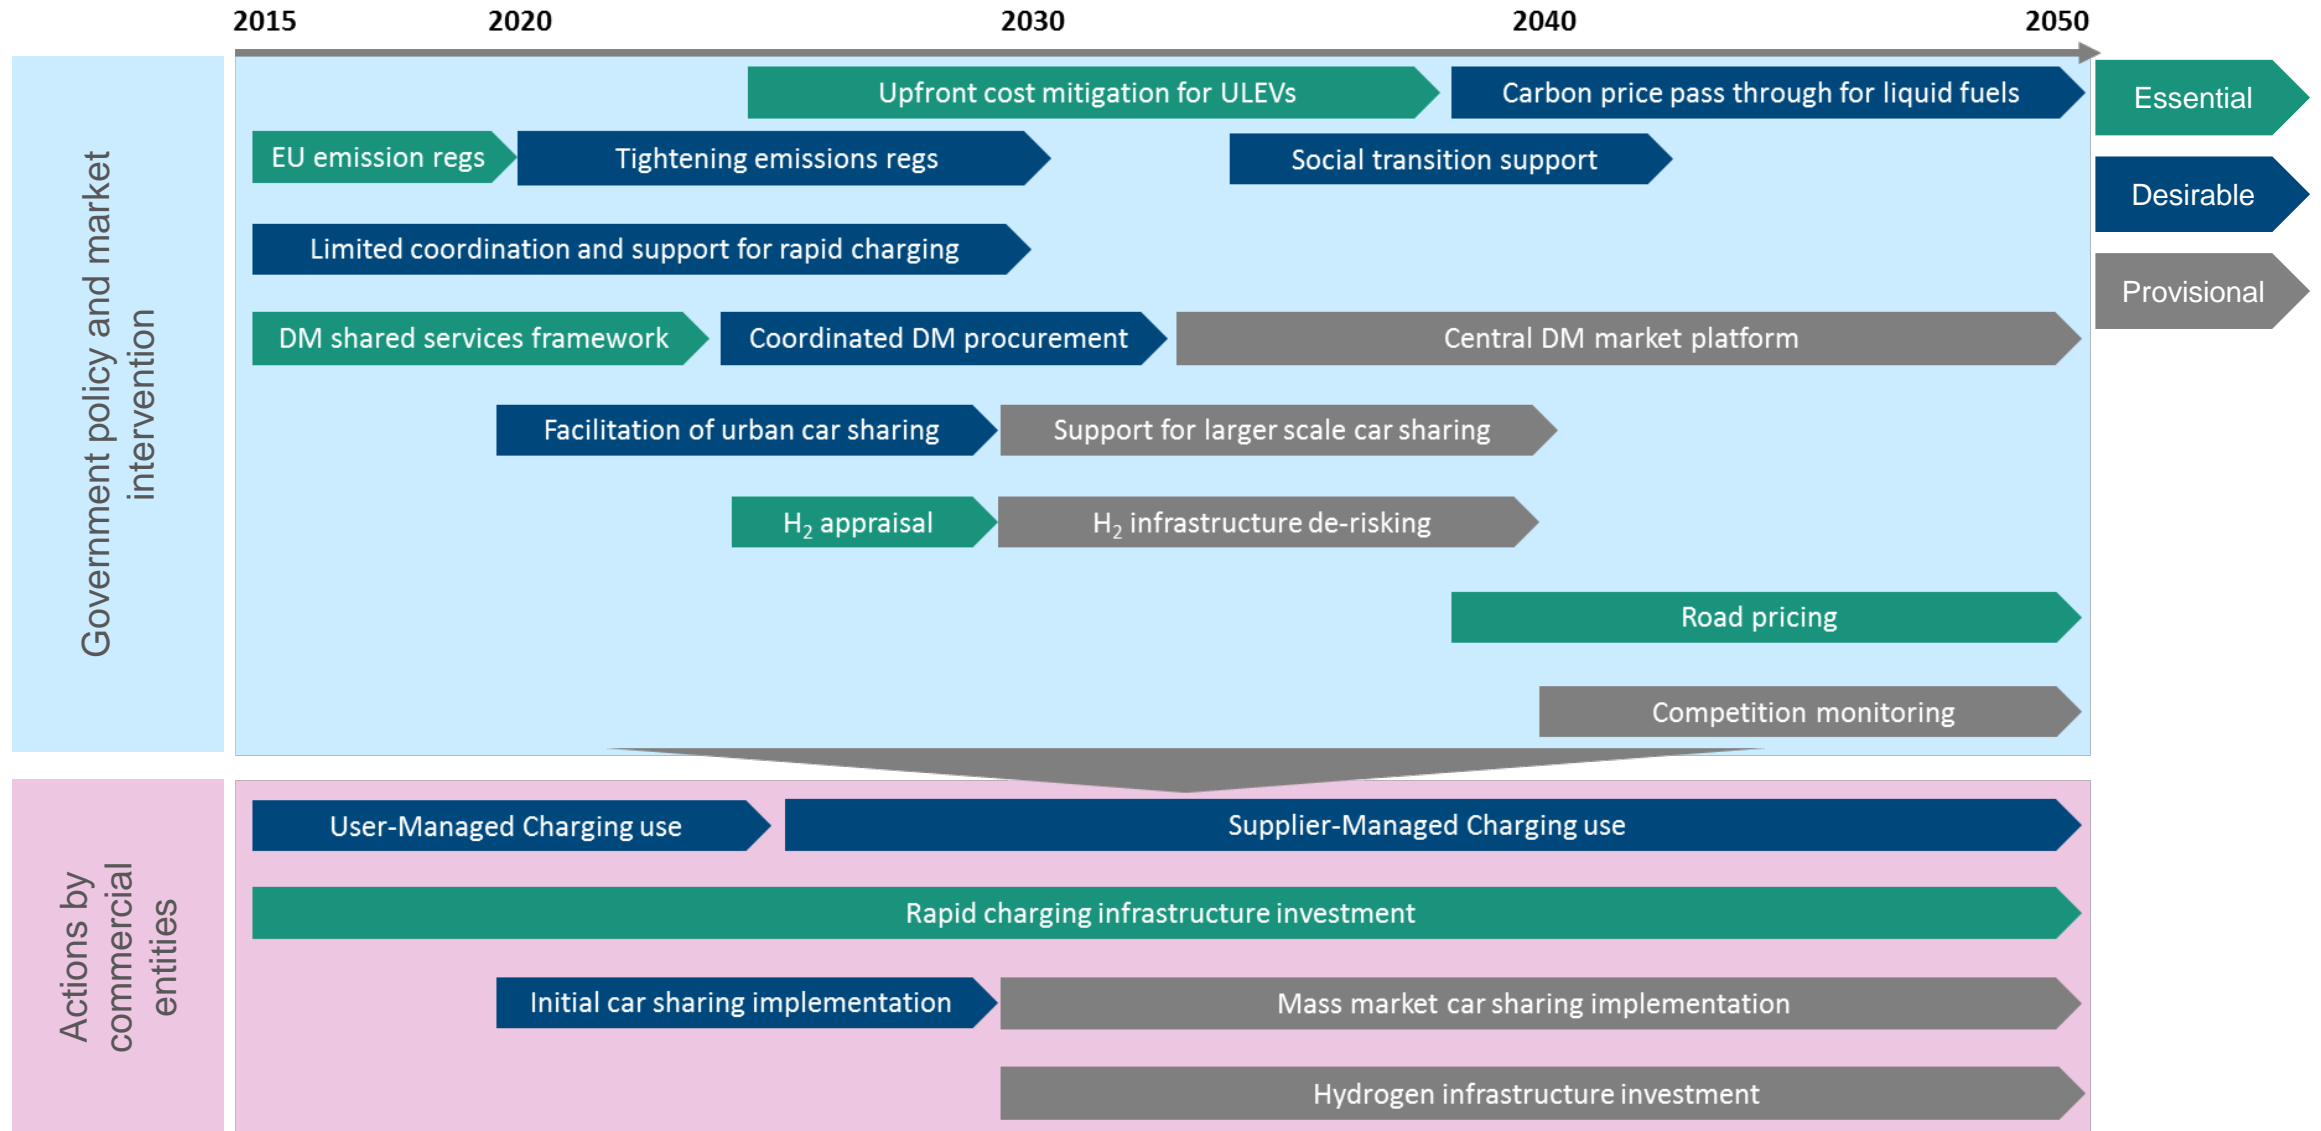 2015 2020 2030 2040 2050
Upfront cost mitigation for ULEVs
Carbon price pass through for liquid fuels
EU emission regs
Tightening emissions regs
Social transition support
Limited coordination and support for rapid charging
DM shared services framework
Coordinated DM procurement
Central DM market platform
Facilitation of urban car sharing
Support for larger scale car sharing
H₂ appraisal
H₂ infrastructure de-risking
Road pricing
Competition monitoring
Government policy and market
intervention
Essential
Desirable
Provisional
User-Managed Charging use
Supplier-Managed Charging use
Rapid charging infrastructure investment
Initial car sharing implementation
Mass market car sharing implementation
Hydrogen infrastructure investment
Actions by
commercial
entities